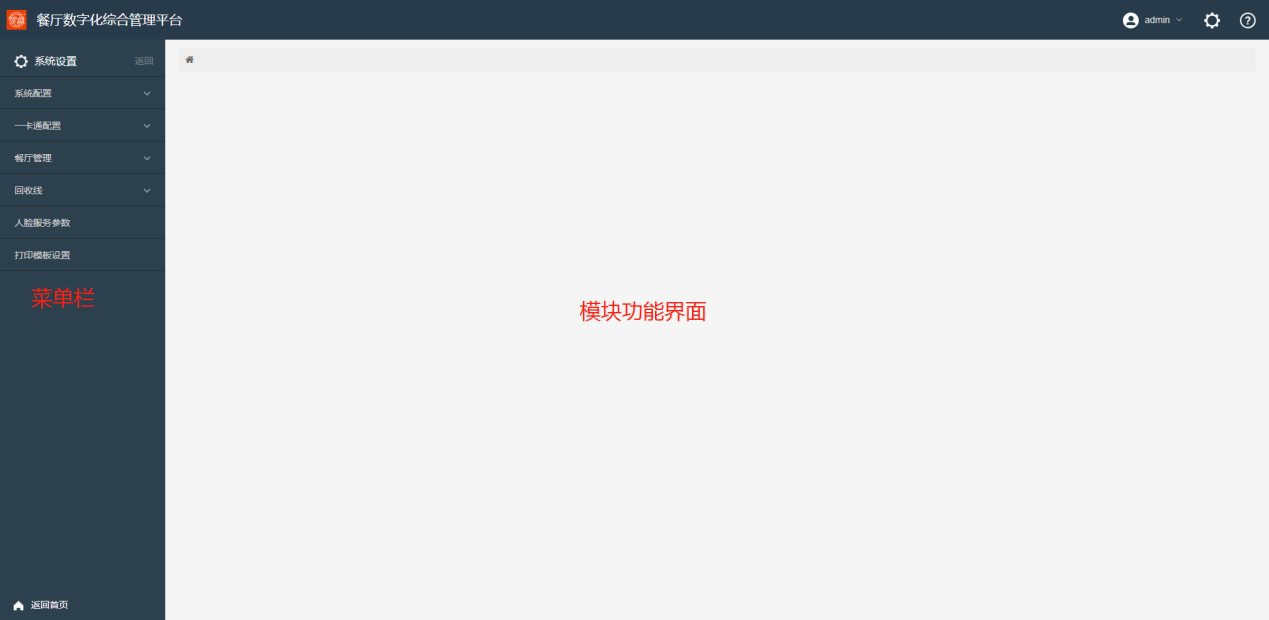 餐厅数字化综合管理平台
admin
系统设置 返回
系统配置
一卡通配置
餐厅管理
回收线
人脸服务参数
打印模板设置
菜单栏
模块功能界面
返回首页